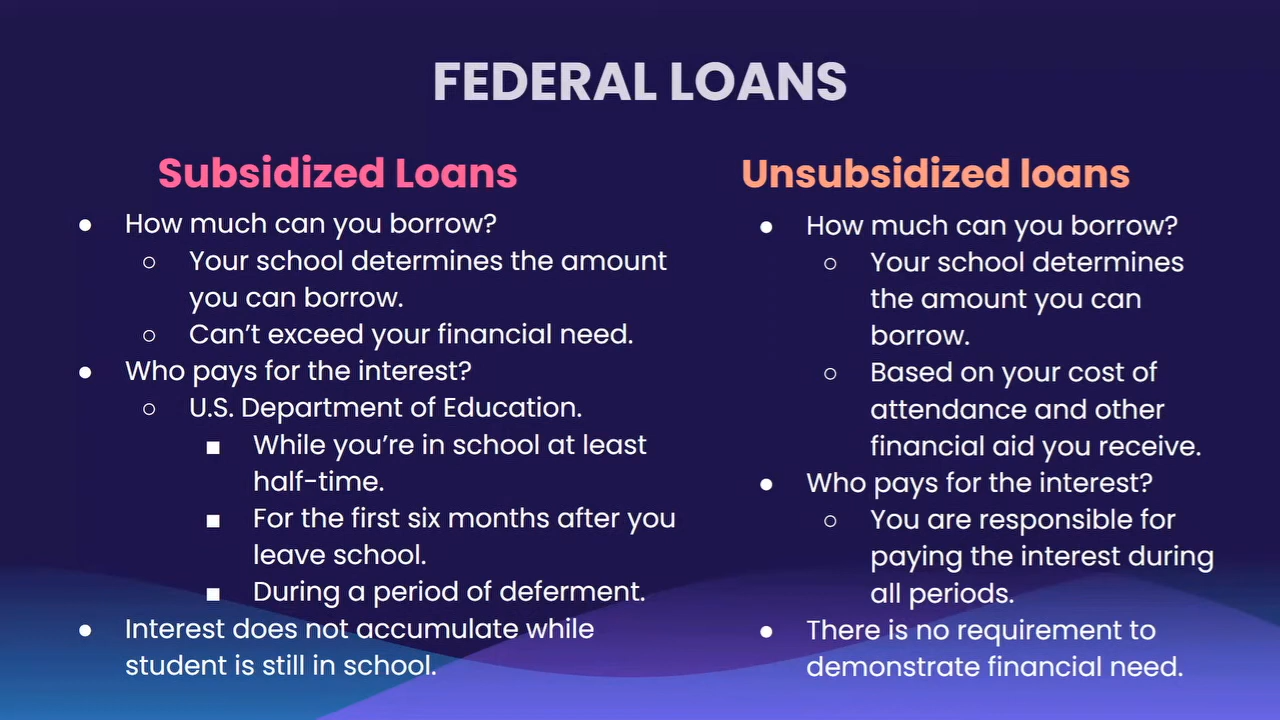 FEDERAL LOANS
Subsidized Loans
● How much can you borrow?
○ Your school determines the amount
you can borrow.
○ Can’t exceed your financial need.
● Who pays for the interest?
○ U.S. Department of Education.
■ While you’re in school at least
half-time.
■ For the first six months after you
leave school.
■ During a period of deferment.
● Interest does not accumulate while
student is still in school.
Unsubsidized loans
● How much can you borrow?
○ Your school determines
the amount you can
borrow.
○ Based on your cost of
attendance and other
financial aid you receive.
● Who pays for the interest?
○ You are responsible for
paying the interest during
all periods.
● There is no requirement to
demonstrate financial need.